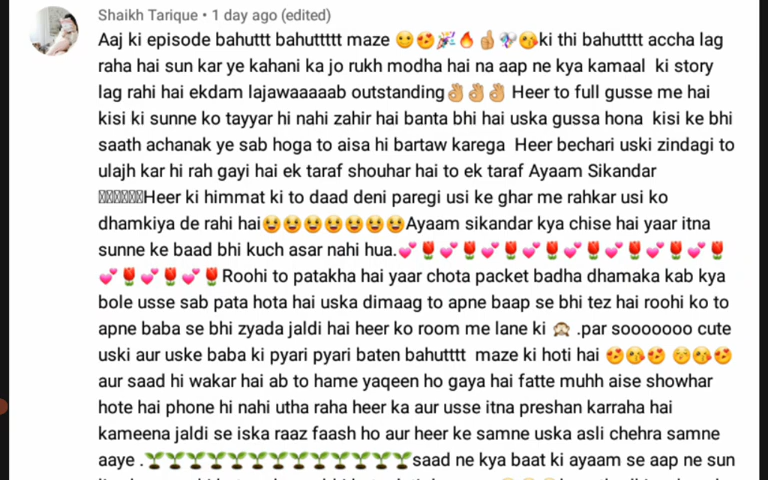 Shaikh Tarique • 1 day ago (edited)
Aaj ki episode bahuttt bahuttttt maze 🙂😍🎉🔥☝🏼💖😘ki thi bahutttt accha lag
raha hai sun kar ye kahani ka jo rukh modha hai na aap ne kya kamaal ki story
lag rahi hai ekdam lajawaaaaab outstanding👌🏼👌🏼👌🏼 Heer to full gusse me hai
kisi ki sunne ko tayyar hi nahi zahir hai banta bhi hai uska gussa hona kisi ke bhi
saath achanak ye sab hoga to aisa hi bartaw karega Heer bechari uski zindagi to
ulajh kar hi rah gayi hai ek taraf shouhar hai to ek taraf Ayaam Sikandar
Heer ki himmat ki to daad deni paregi usi ke ghar me rahkar usi ko
dhamkiya de rahi hai😆😆😆😆😆😆😆Ayaam sikandar kya chise hai yaar itna
sunne ke baad bhi kuch asar nahi hua.💕🌷💕🌷💕🌷💕🌷💕🌷💕🌷💕🌷💕🌷
💕🌷💕🌷💕🌷Roohi to patakha hai yaar chota packet badha dhamaka kab kya
bole usse sab pata hota hai uska dimaag to apne baap se bhi tez hai roohi ko to
apne baba se bhi zyada jaldi hai heer ko room me lane ki 🙈 .par sooooooo cute
uski aur uske baba ki pyari pyari baten bahutttt maze ki hoti hai 😍😘😍 😚😘😍
aur saad hi wakar hai ab to hame yaqeen ho gaya hai fatte muhh aise showhar
hote hai phone hi nahi utha raha heer ka aur usse itna preshan karraha hai
kameena jaldi se iska raaz faash ho aur heer ke samne uska asli chehra samne
aaye .🌱🌱🌱🌱🌱🌱🌱🌱🌱🌱🌱🌱🌱saad ne kya baat ki ayaam se aap ne sun